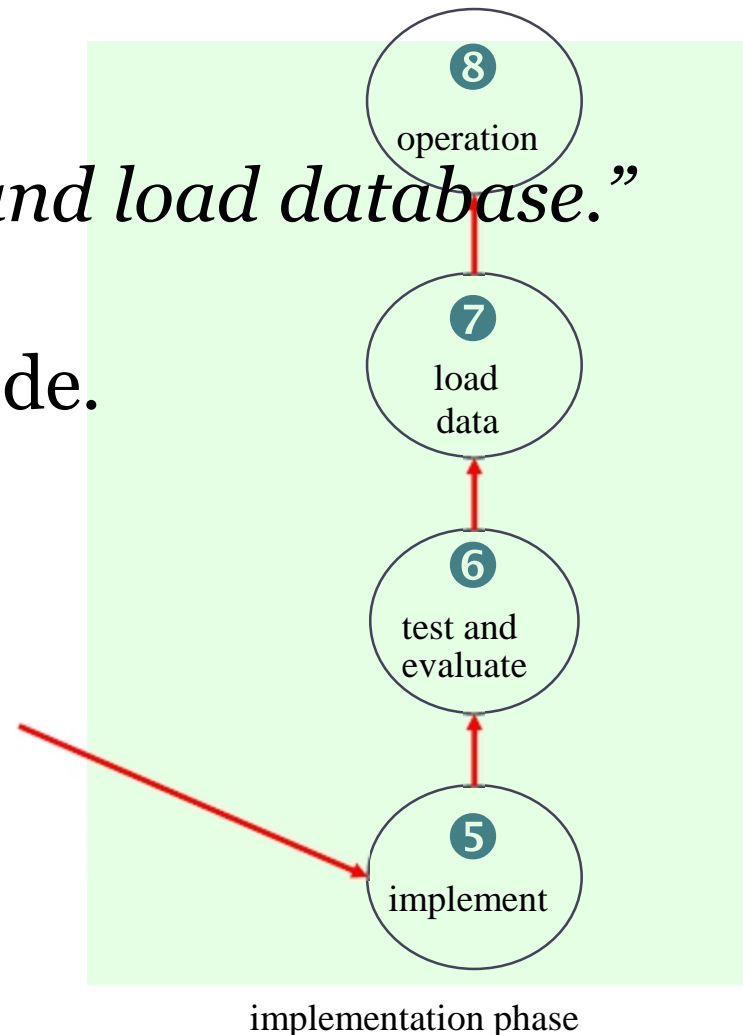 8
operation
and load database.”
7
load
data
de.
6
test and
evaluate
5
implement
implementation phase